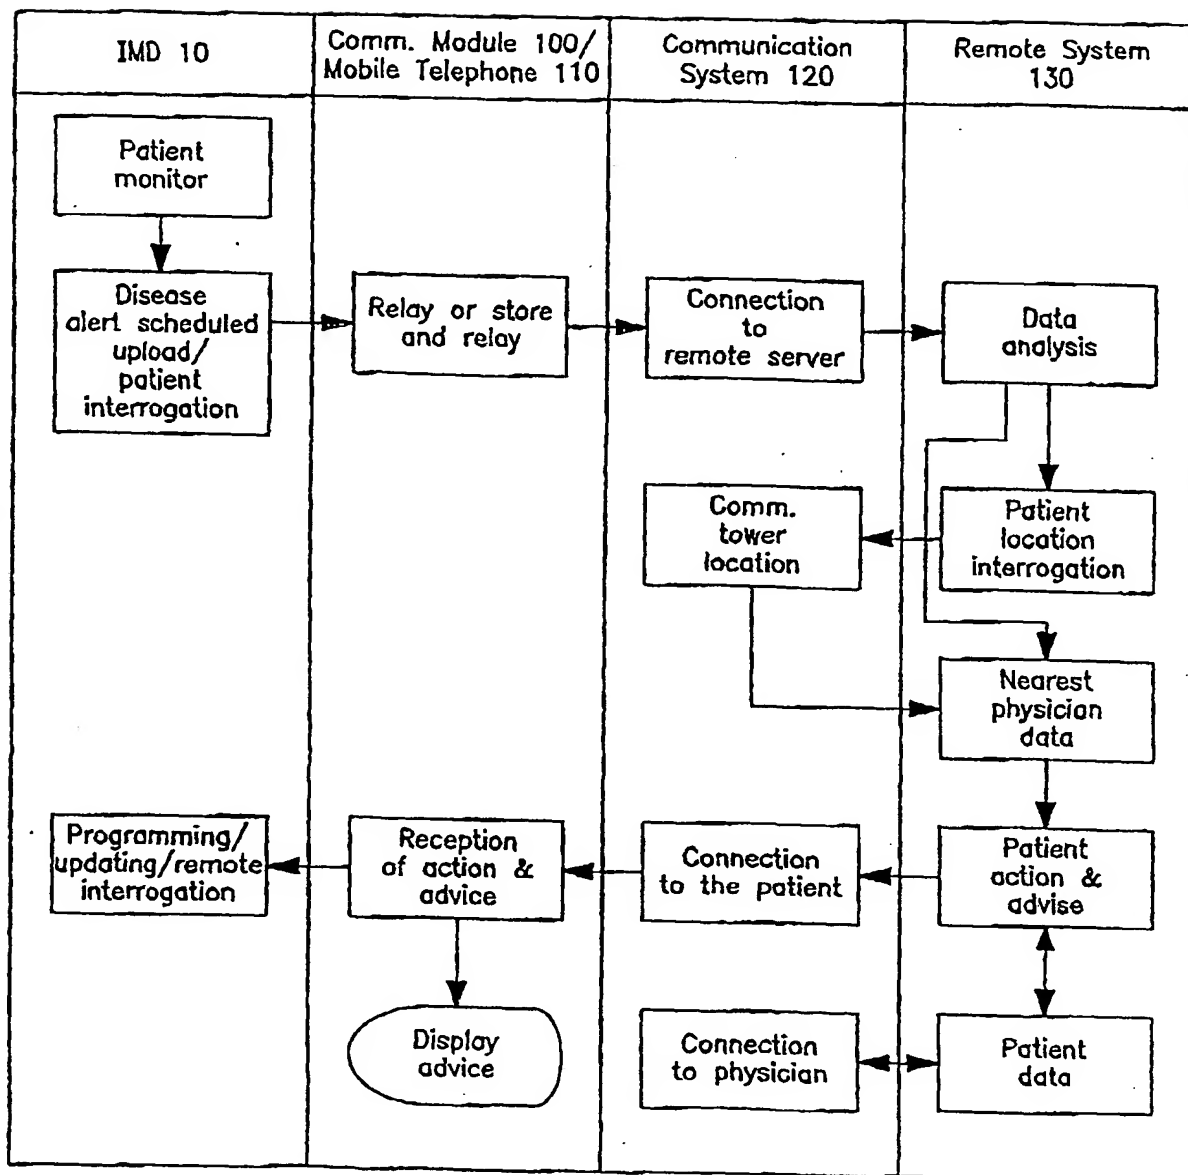 IMD 10
Comm. Module 100/
Mobile Telephone 110
Communication
System 120
Remote System
130
Patient
monitor
Disease
alert scheduled
upload/
patient
interrogation
Relay or store
and relay
Connection
to
remote server
Data
analysis
Comm.
tower
location
Patient
location
interrogation
Nearest
physician
data
Programming/
updating/remote
interrogation
Reception
of action &
advice
Connection
to the patient
Patient
action &
advise
Display
advice
Connection
to physician
Patient
data